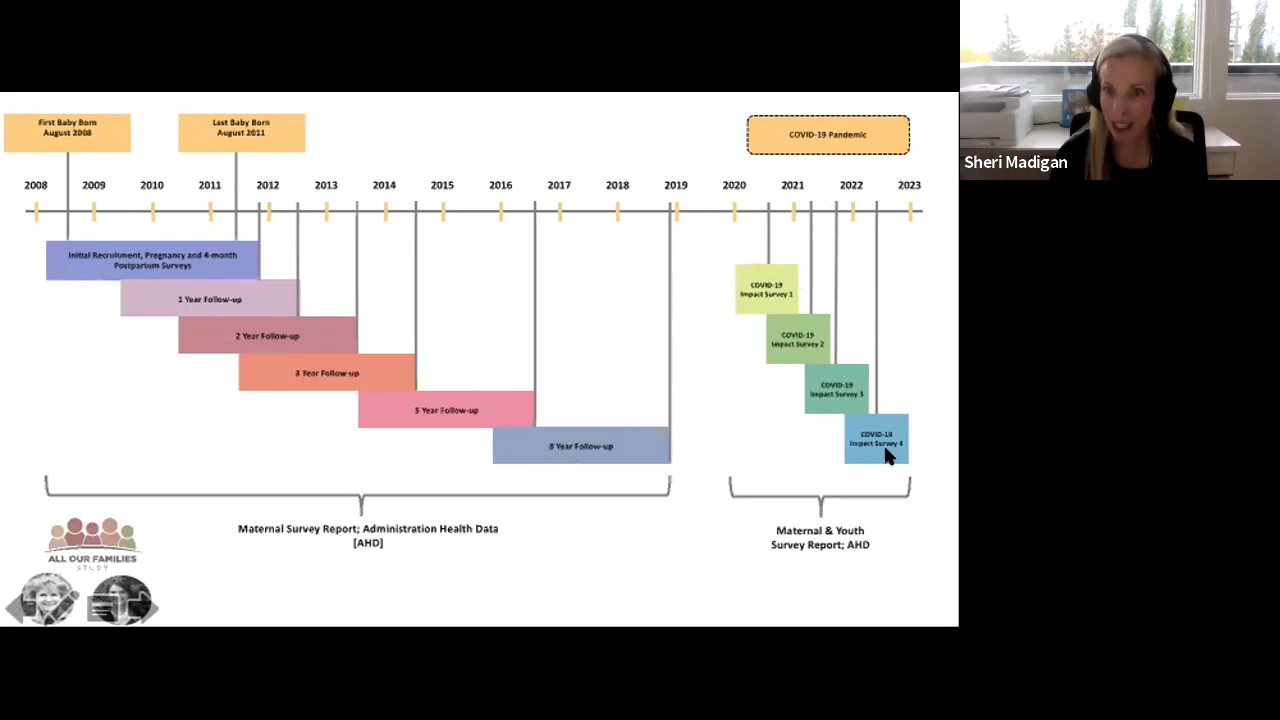 First Baby Born
August 2008
Last Baby Born
August 2011
COVID-19 Pandemic
Sheri Madigan
2008 2009 2010 2011 2012 2013 2014 2015 2016 2017 2018 2019 2020 2021 2022 2023
Initial Recruitment, Pregnancy and 4-month
Postpartum Surveys
1 Year Follow-up
2 Year Follow-up
3 Year Follow-up
5 Year Follow-up
8 Year Follow-up
COVID-19
Impact Survey 1
COVID-19
Impact Survey 2
COVID-19
Impact Survey 3
COVID-19
Impact Survey 4
Maternal Survey Report; Administration Health Data
[AHD]
Maternal & Youth
Survey Report; AHD
ALL OUR FAMILIES
STUDY